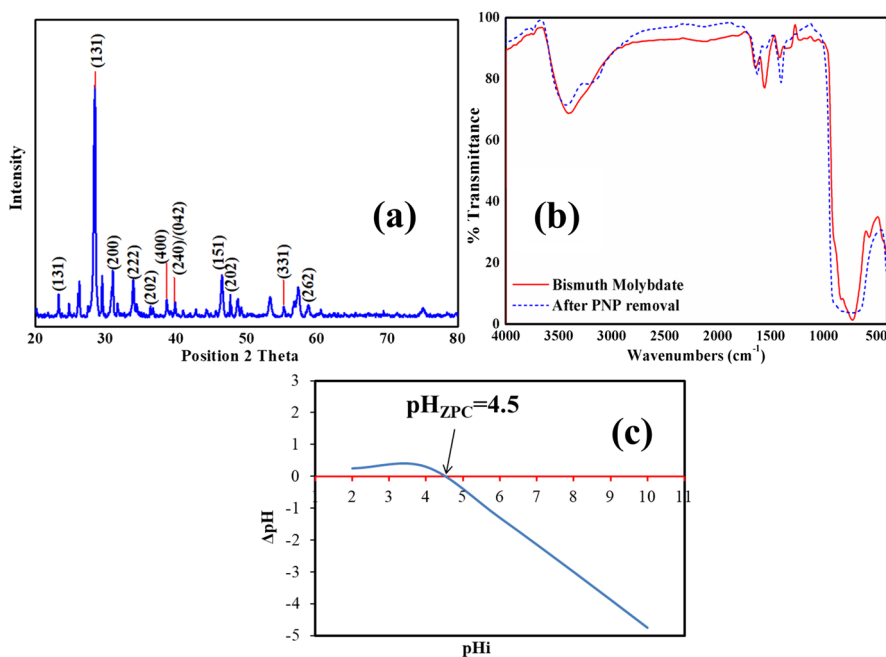 (131)
(131)
(200)
(222)
(202)
(400)
(240)/(042)
(151)
(202)
(331)
(262)
(a)
Intensity
20 30 40 50 60 70 80
Position 2 Theta
100
80
60
40
20
0
% Transmittance
(b)
Bismuth Molybdate
After PNP removal
4000 3500 3000 2500 2000 1500 1000 500
Wavenumbers (cm⁻¹)
3
2
1
0
-1
-2
-3
-4
-5
ΔpH
pH_ZPC=4.5
(c)
1 2 3 4 5 6 7 8 9 10 11
pHi